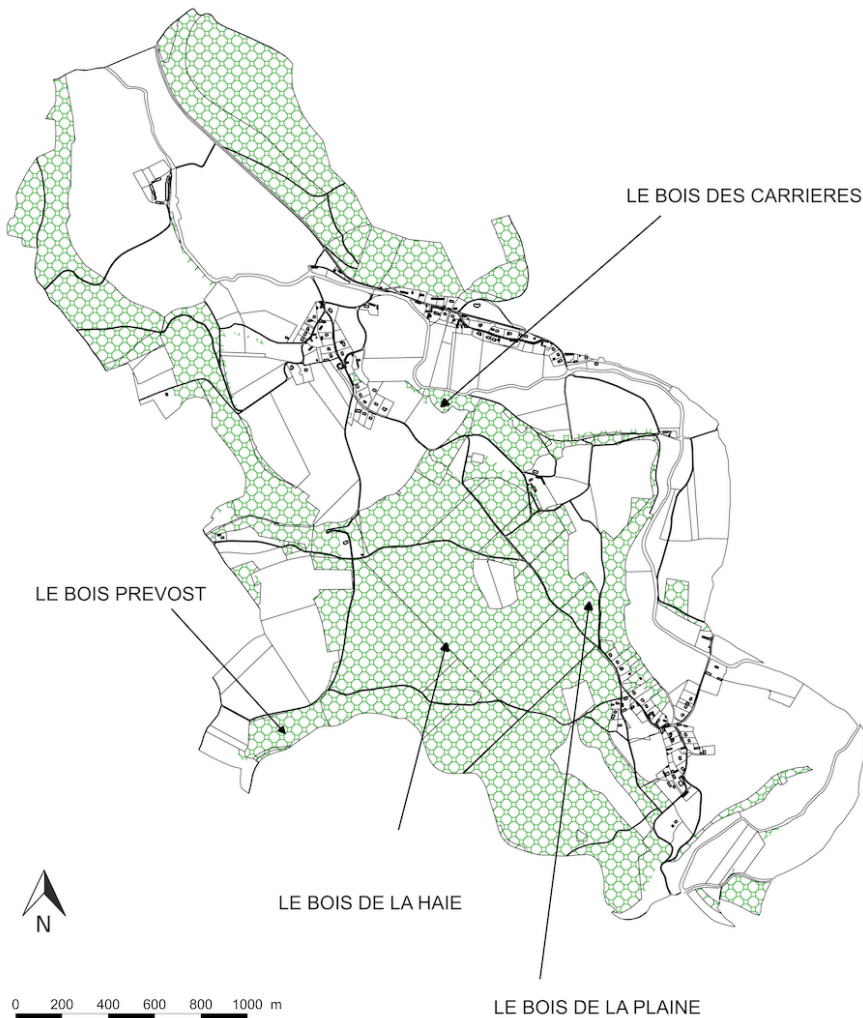 LE BOIS DES CARRIERES
LE BOIS PREVOST
LE BOIS DE LA HAIE
N
0 200 400 600 800 1000 m
LE BOIS DE LA PLAINE